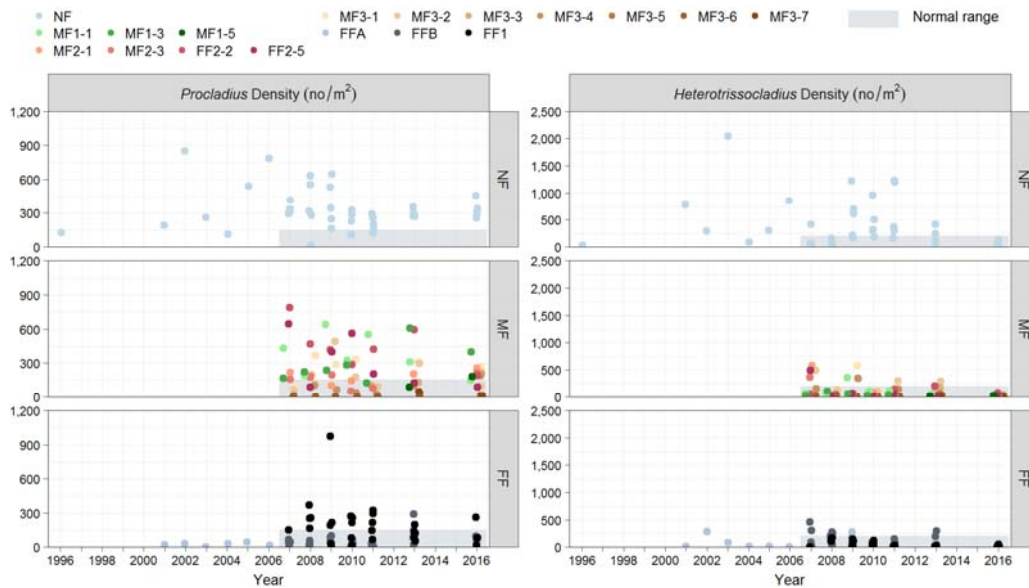 NF
MF1-1 MF1-3 MF1-5
MF2-1 MF2-3 FF2-2 FF2-5
MF3-1 MF3-2 MF3-3 MF3-4 MF3-5 MF3-6 MF3-7
FFA FFB FF1
Normal range
Procladius Density (no/m²)
1,200
900
600
300
0
NF
1,200
900
600
300
0
MF
1,200
900
600
300
0
FF
1996 1998 2000 2002 2004 2006 2008 2010 2012 2014 2016
Year
Heterotrissocladius Density (no/m²)
2,500
2,000
1,500
1,000
500
0
NF
2,500
2,000
1,500
1,000
500
0
MF
2,500
2,000
1,500
1,000
500
0
FF
1996 1998 2000 2002 2004 2006 2008 2010 2012 2014 2016
Year